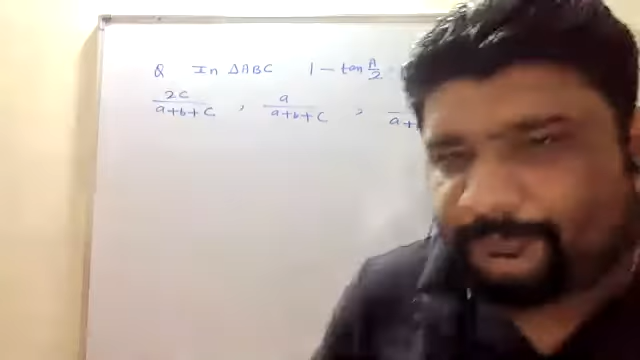 Q In ΔABC 1 - tan A/2
2c/a+b+c , a/a+b+c ,